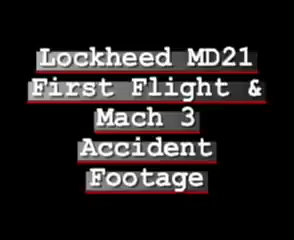 Lockheed MD21
First Flight &
Mach 3
Accident
Footage